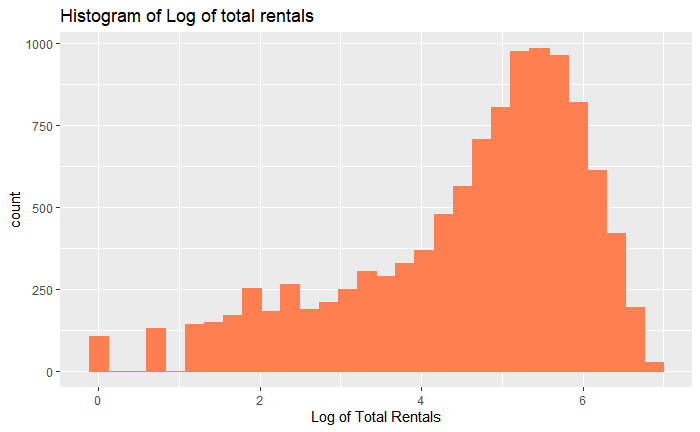 Histogram of Log of total rentals
1000
750
500
250
0
count
0 2 4 6
Log of Total Rentals